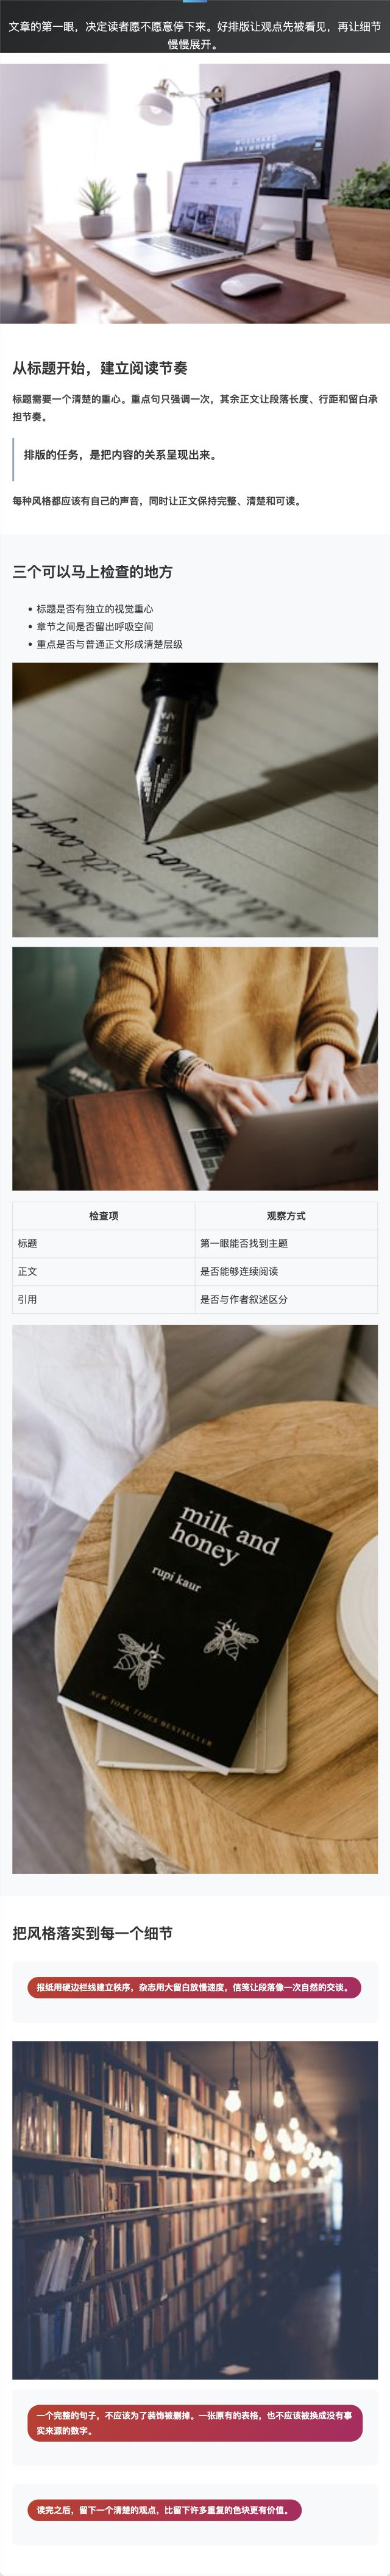 文章的第一眼，决定读者愿不愿意停下来。好排版让观点先被看见，再让细节
慢慢展开。
从标题开始，建立阅读节奏
标题需要一个清楚的重心。重点句只强调一次，其余正文让段落长度、行距和留白承
担节奏。
排版的任务，是把内容的关系呈现出来。
每种风格都应该有自己的声音，同时让正文保持完整、清楚和可读。
三个可以马上检查的地方
• 标题是否有独立的视觉重心
• 章节之间是否留出呼吸空间
• 重点是否与普通正文形成清楚层级
检查项 观察方式
标题 第一眼能否找到主题
正文 是否能够连续阅读
引用 是否与作者叙述区分
milk and
honey
rupi kaur
NEW YORK TIMES BESTSELLER
把风格落实到每一个细节
报纸用硬边栏线建立秩序，杂志用大留白放慢速度，信笺让段落像一次自然的交谈。
一个完整的句子，不应该为了装饰被删掉。一张原有的表格，也不应该被换成没有事
实来源的数字。
读完之后，留下一个清楚的观点，比留下许多重复的色块更有价值。